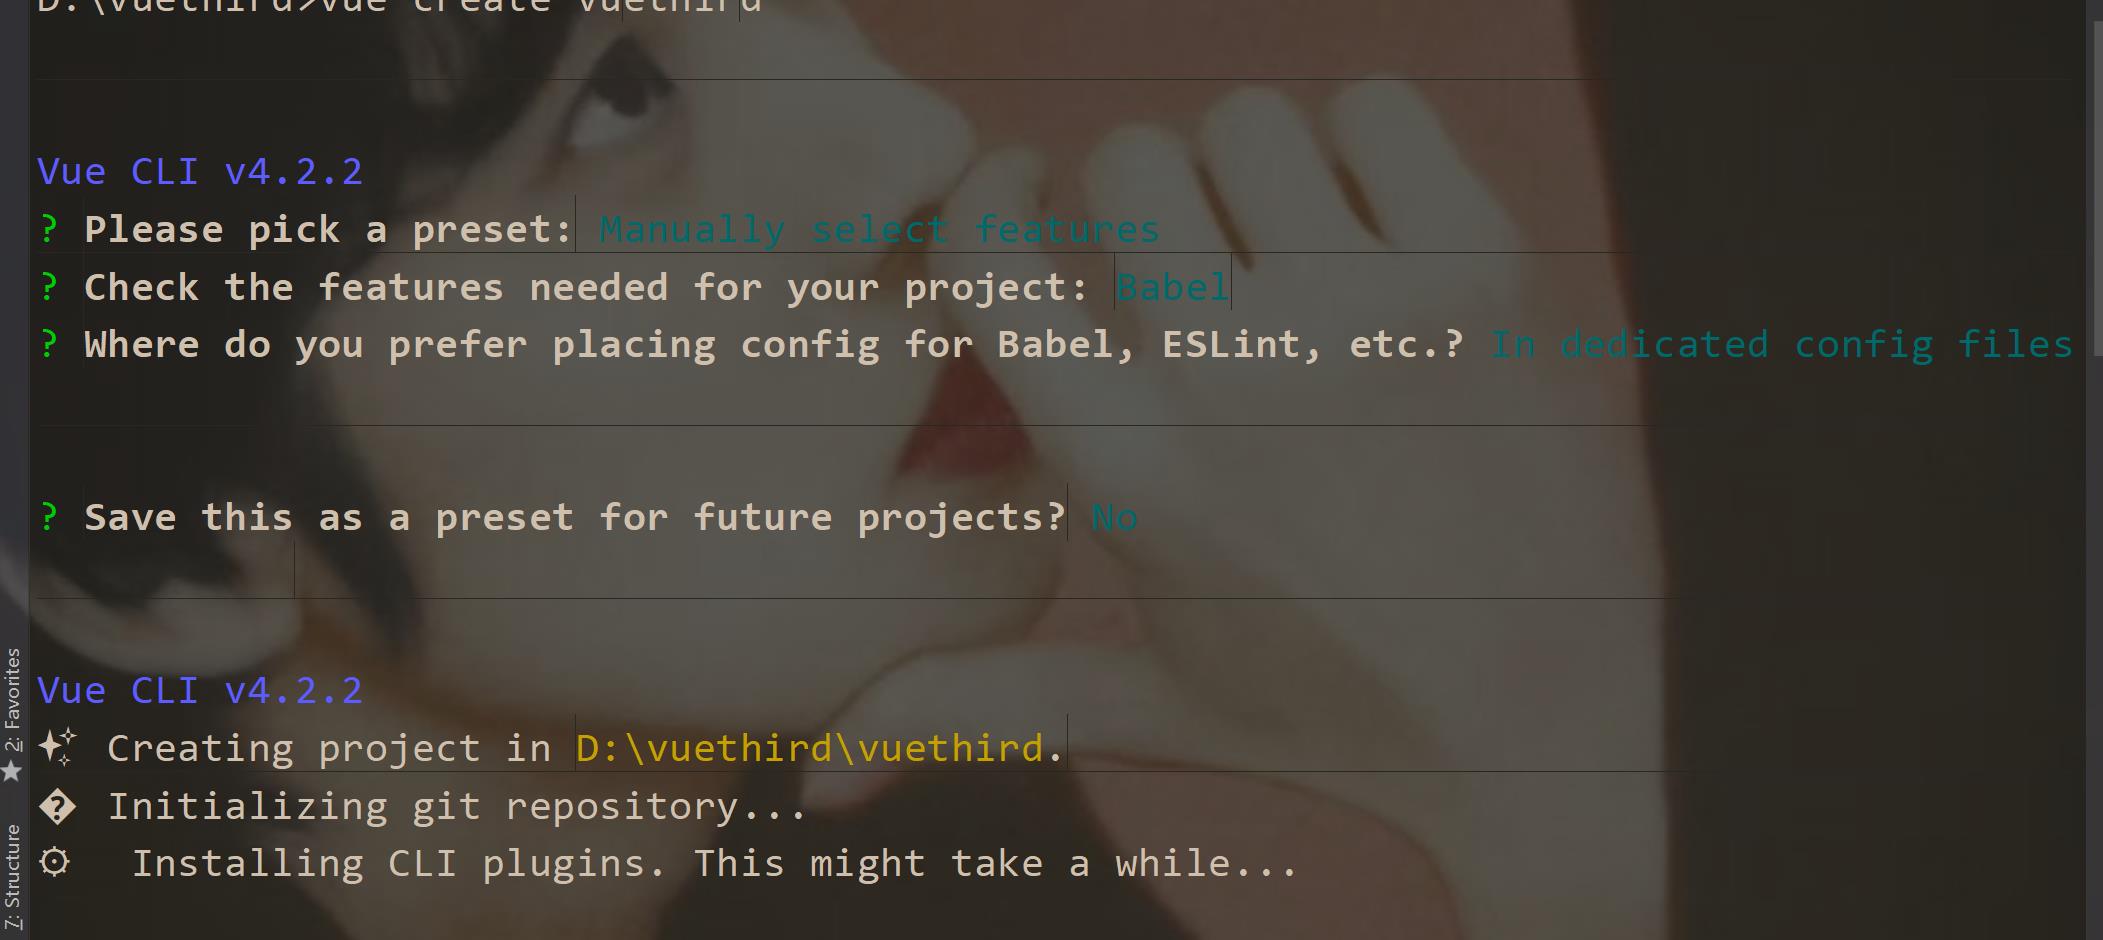 D:\vuethird>vue create vuethird
Vue CLI v4.2.2
? Please pick a preset: Manually select features
? Check the features needed for your project: Babel
? Where do you prefer placing config for Babel, ESLint, etc.? In dedicated config files
? Save this as a preset for future projects? No
Vue CLI v4.2.2
✨ Creating project in D:\vuethird\vuethird.
� Initializing git repository...
⚙ Installing CLI plugins. This might take a while...
2: Favorites
7: Structure